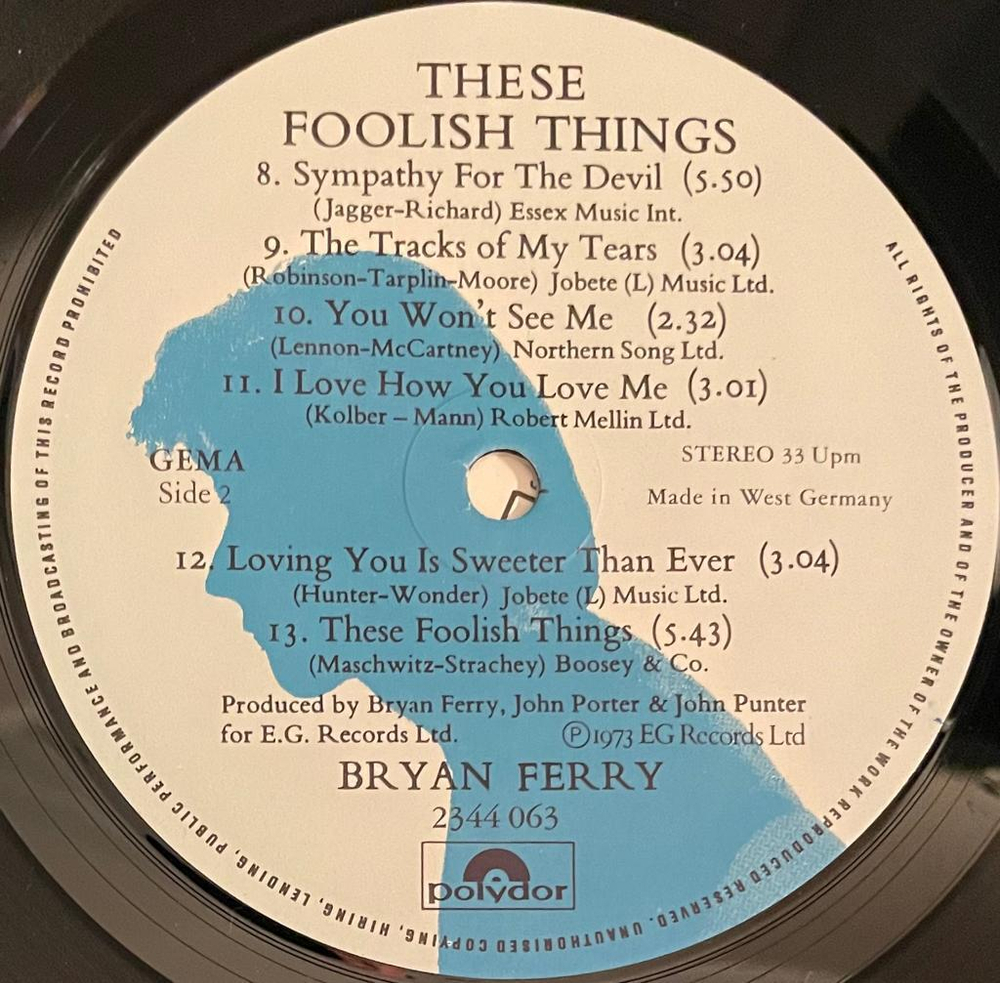 THESE
FOOLISH THINGS
8. Sympathy For The Devil (5.50)
(Jagger-Richard) Essex Music Int.
9. The Tracks of My Tears (3.04)
(Robinson-Tarplin-Moore) Jobete (L) Music Ltd.
10. You Won't See Me (2.32)
(Lennon-McCartney) Northern Song Ltd.
11. I Love How You Love Me (3.01)
(Kolber – Mann) Robert Mellin Ltd.
GEMA
Side 2
STEREO 33 Upm
Made in West Germany
12. Loving You Is Sweeter Than Ever (3.04)
(Hunter-Wonder) Jobete (L) Music Ltd.
13. These Foolish Things (5.43)
(Maschwitz-Strachey) Boosey & Co.
Produced by Bryan Ferry, John Porter & John Punter
for E.G. Records Ltd. Ⓟ1973 EG Records Ltd
BRYAN FERRY
2344 063
polydor
ALL RIGHTS OF THE PRODUCER AND OF THE OWNER OF THE WORK REPRODUCED RESERVED. UNAUTHORISED COPYING, HIRING, LENDING, PUBLIC PERFORMANCE AND BROADCASTING OF THIS RECORD PROHIBITED